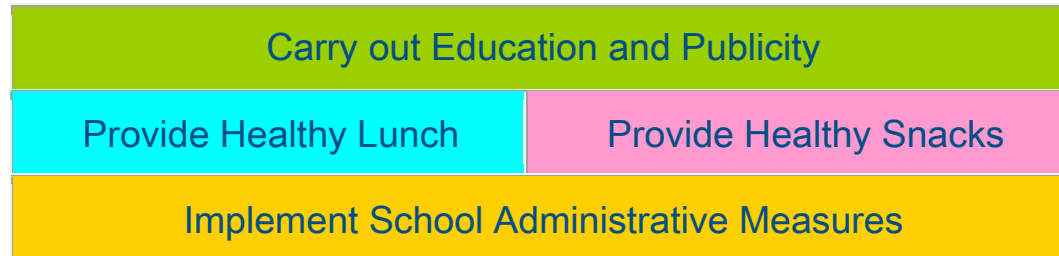 Carry out Education and Publicity
Provide Healthy Lunch
Provide Healthy Snacks
Implement School Administrative Measures